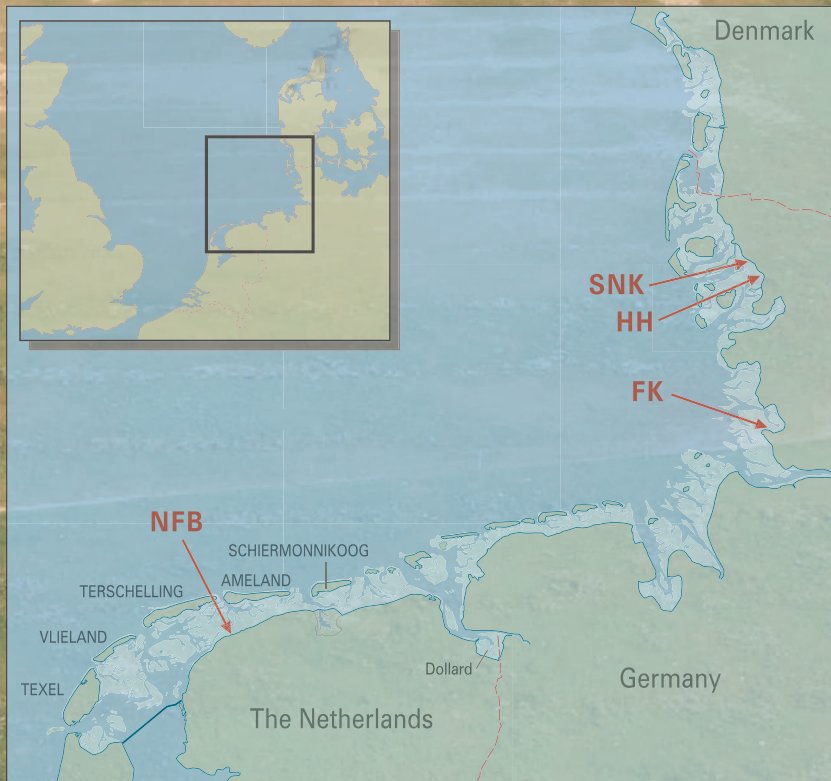 Denmark
SNK
HH
FK
NFB
SCHIERMONNIKOOG
AMELAND
TERSCHELLING
VLIELAND
TEXEL
Dollard
Germany
The Netherlands